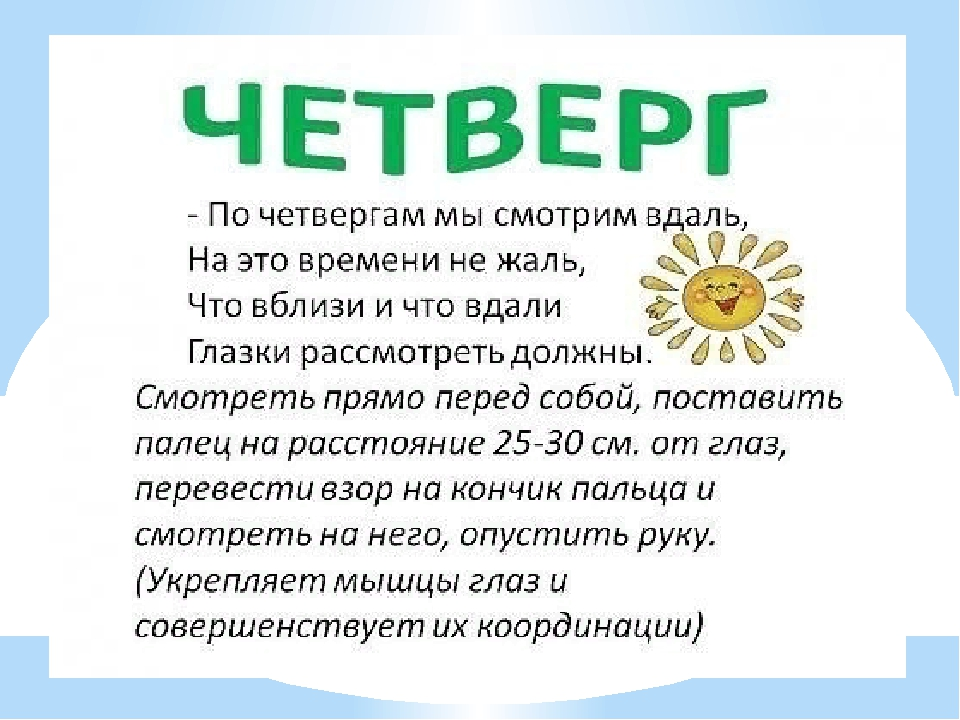 ЧЕТВЕРГ
- По четвергам мы смотрим вдаль,
На это времени не жаль,
Что вблизи и что вдали
Глазки рассмотреть должны.
Смотреть прямо перед собой, поставить
палец на расстояние 25-30 см. от глаз,
перевести взор на кончик пальца и
смотреть на него, опустить руку.
(Укрепляет мышцы глаз и
совершенствует их координации)